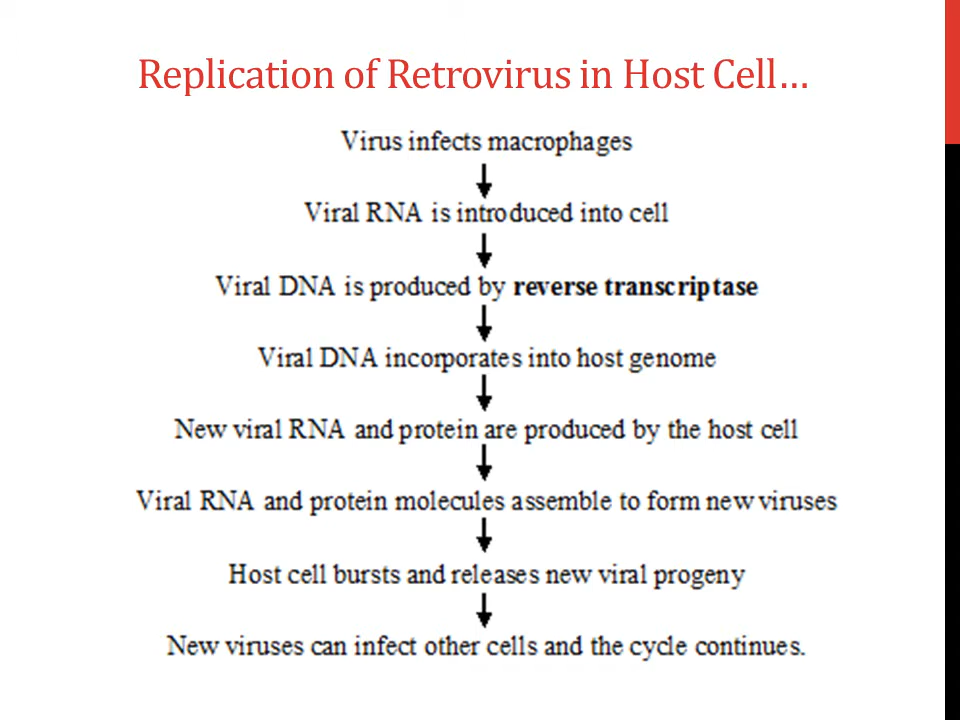 Replication of Retrovirus in Host Cell…
Virus infects macrophages
Viral RNA is introduced into cell
Viral DNA is produced by reverse transcriptase
Viral DNA incorporates into host genome
New viral RNA and protein are produced by the host cell
Viral RNA and protein molecules assemble to form new viruses
Host cell bursts and releases new viral progeny
New viruses can infect other cells and the cycle continues.